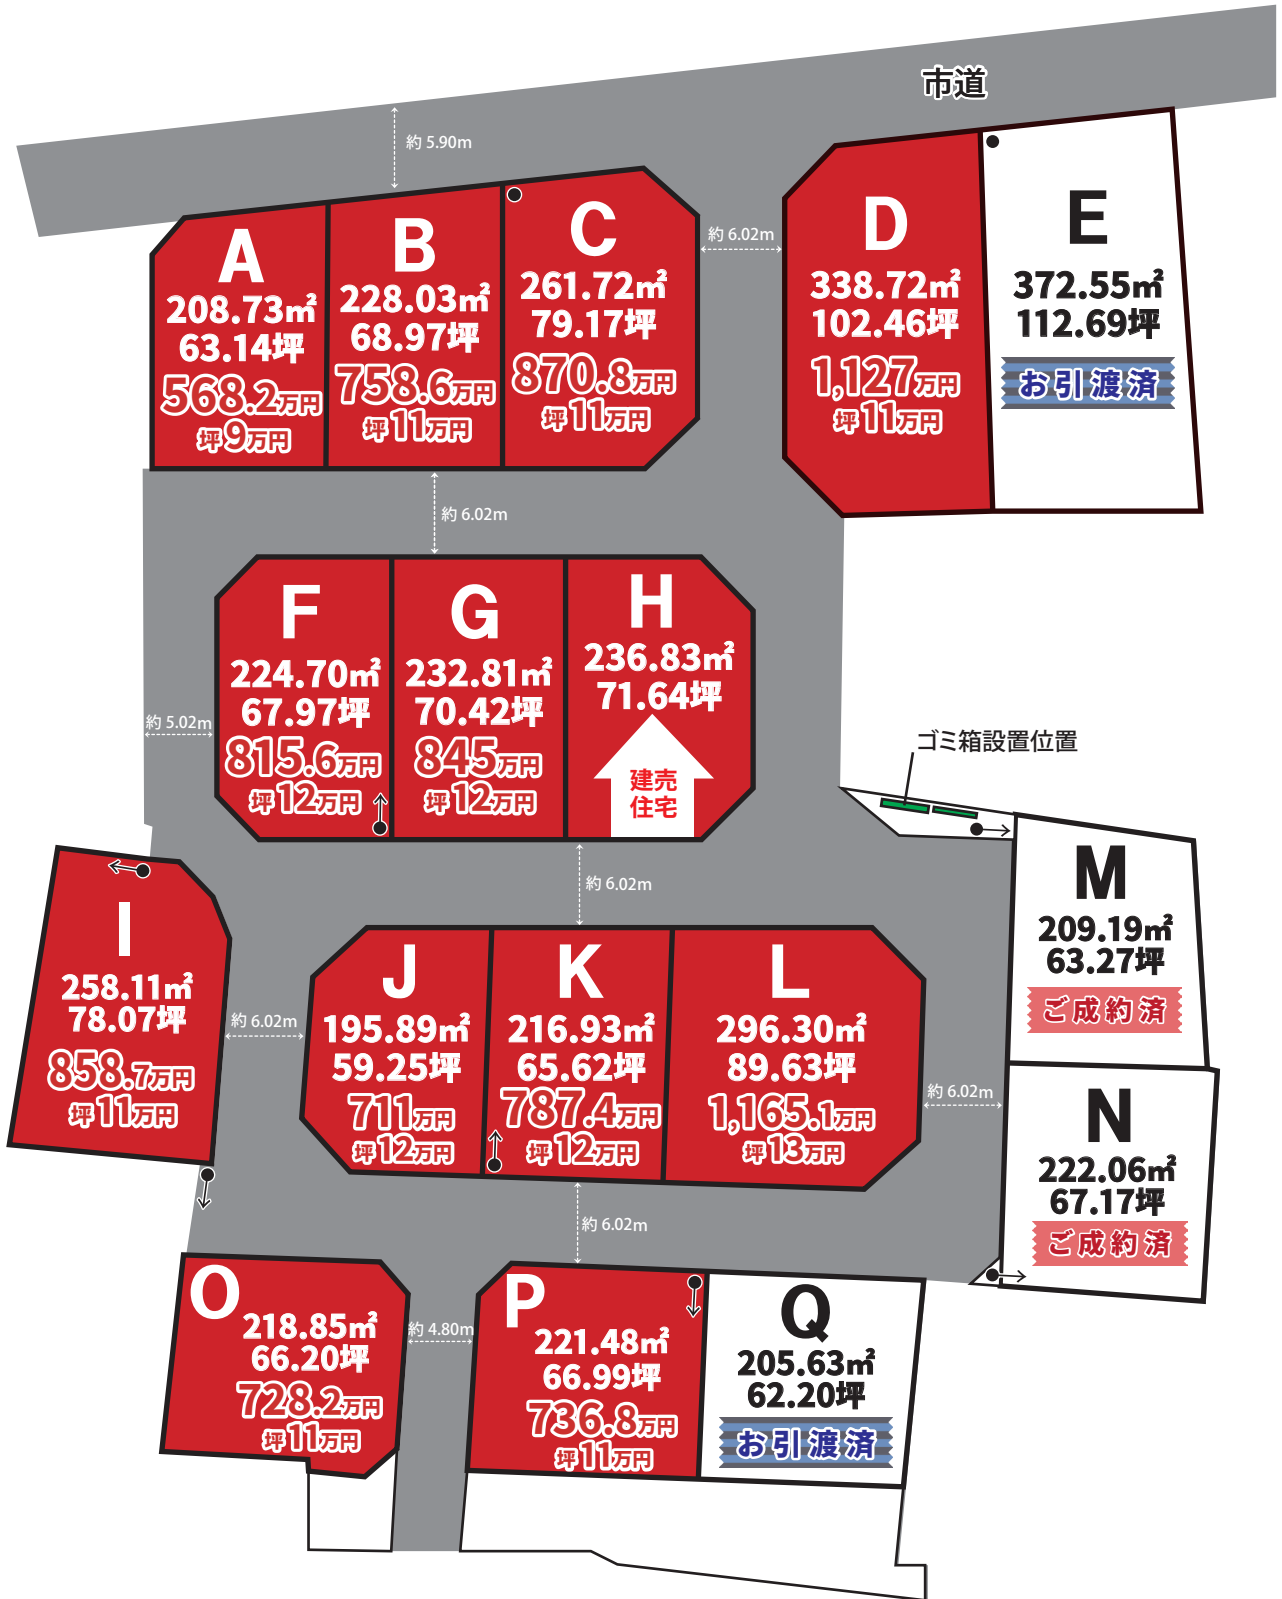 市道
約 5.90m
A
208.73㎡
63.14坪
568.2万円
坪9万円
B
228.03㎡
68.97坪
758.6万円
坪11万円
C
261.72㎡
79.17坪
870.8万円
坪11万円
約 6.02m
D
338.72㎡
102.46坪
1,127万円
坪11万円
E
372.55㎡
112.69坪
お引渡済
約 6.02m
F
224.70㎡
67.97坪
815.6万円
坪12万円
G
232.81㎡
70.42坪
845万円
坪12万円
H
236.83㎡
71.64坪
建売
住宅
約 5.02m
ゴミ箱設置位置
約 6.02m
I
258.11㎡
78.07坪
858.7万円
坪11万円
約 6.02m
J
195.89㎡
59.25坪
711万円
坪12万円
K
216.93㎡
65.62坪
787.4万円
坪12万円
L
296.30㎡
89.63坪
1,165.1万円
坪13万円
約 6.02m
M
209.19㎡
63.27坪
ご成約済
N
222.06㎡
67.17坪
ご成約済
約 6.02m
O
218.85㎡
66.20坪
728.2万円
坪11万円
約 4.80m
P
221.48㎡
66.99坪
736.8万円
坪11万円
Q
205.63㎡
62.20坪
お引渡済